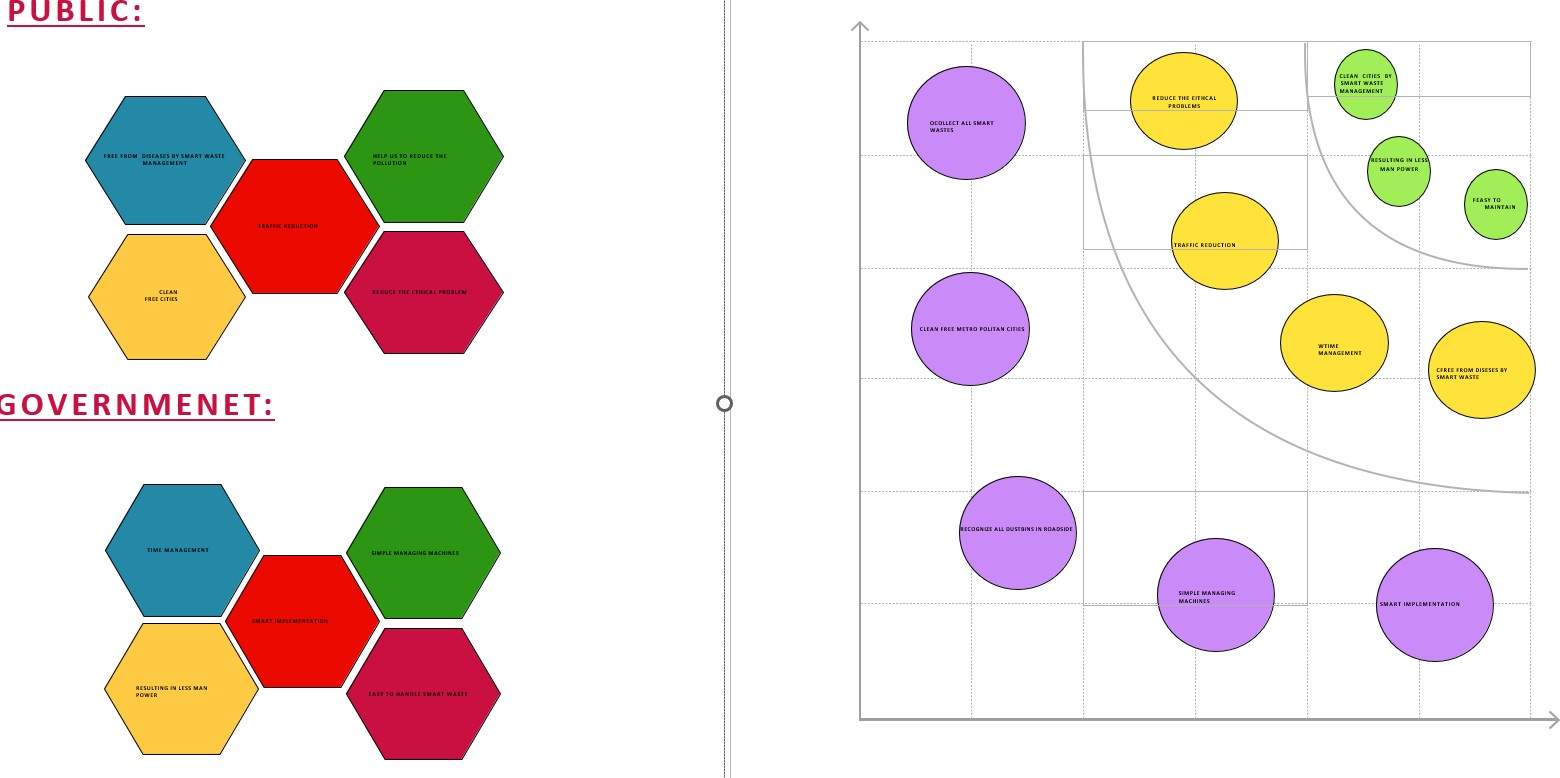 PUBLIC:
FREE FROM DISEASES BY SMART WASTE
MANAGEMENT
HELP US TO REDUCE THE
POLLUTION
TRAFFIC REDUCTION
CLEAN
FREE CITIES
REDUCE THE ETHICAL PROBLEM
GOVERNMENET:
TIME MANAGEMENT
SIMPLE MANAGING MACHINES
SMART IMPLEMENTATION
RESULTING IN LESS MAN
POWER
EASY TO HANDLE SMART WASTE
OCOLLECT ALL SMART
WASTES
REDUCE THE EITHCAL
PROBLEMS
CLEAN CITIES BY
SMART WASTE
MANAGEMENT
RESULTING IN LESS
MAN POWER
FEASY TO
MAINTAIN
TRAFFIC REDUCTION
CLEAN FREE METRO POLITAN CITIES
WTIME
MANAGEMENT
CFREE FROM DISESES BY
SMART WASTE
RECOGNIZE ALL DUSTBINS IN ROADSIDE
SIMPLE MANAGING
MACHINES
SMART IMPLEMENTATION